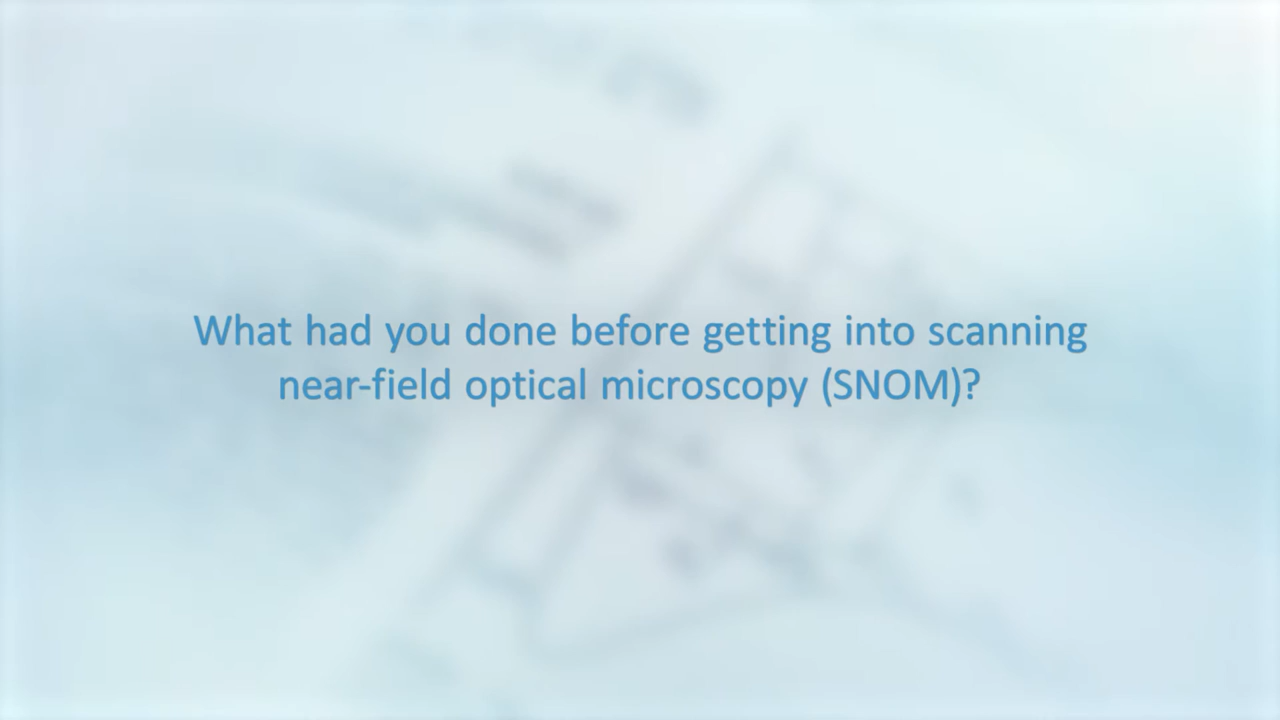 What had you done before getting into scanning
near-field optical microscopy (SNOM)?